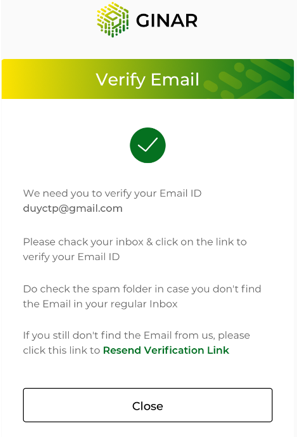 GINAR
Verify Email
We need you to verify your Email ID
duyctp@gmail.com
Please chack your inbox & click on the link to
verify your Email ID
Do check the spam folder in case you don't find
the Email in your regular Inbox
If you still don't find the Email from us, please
click this link to Resend Verification Link
Close